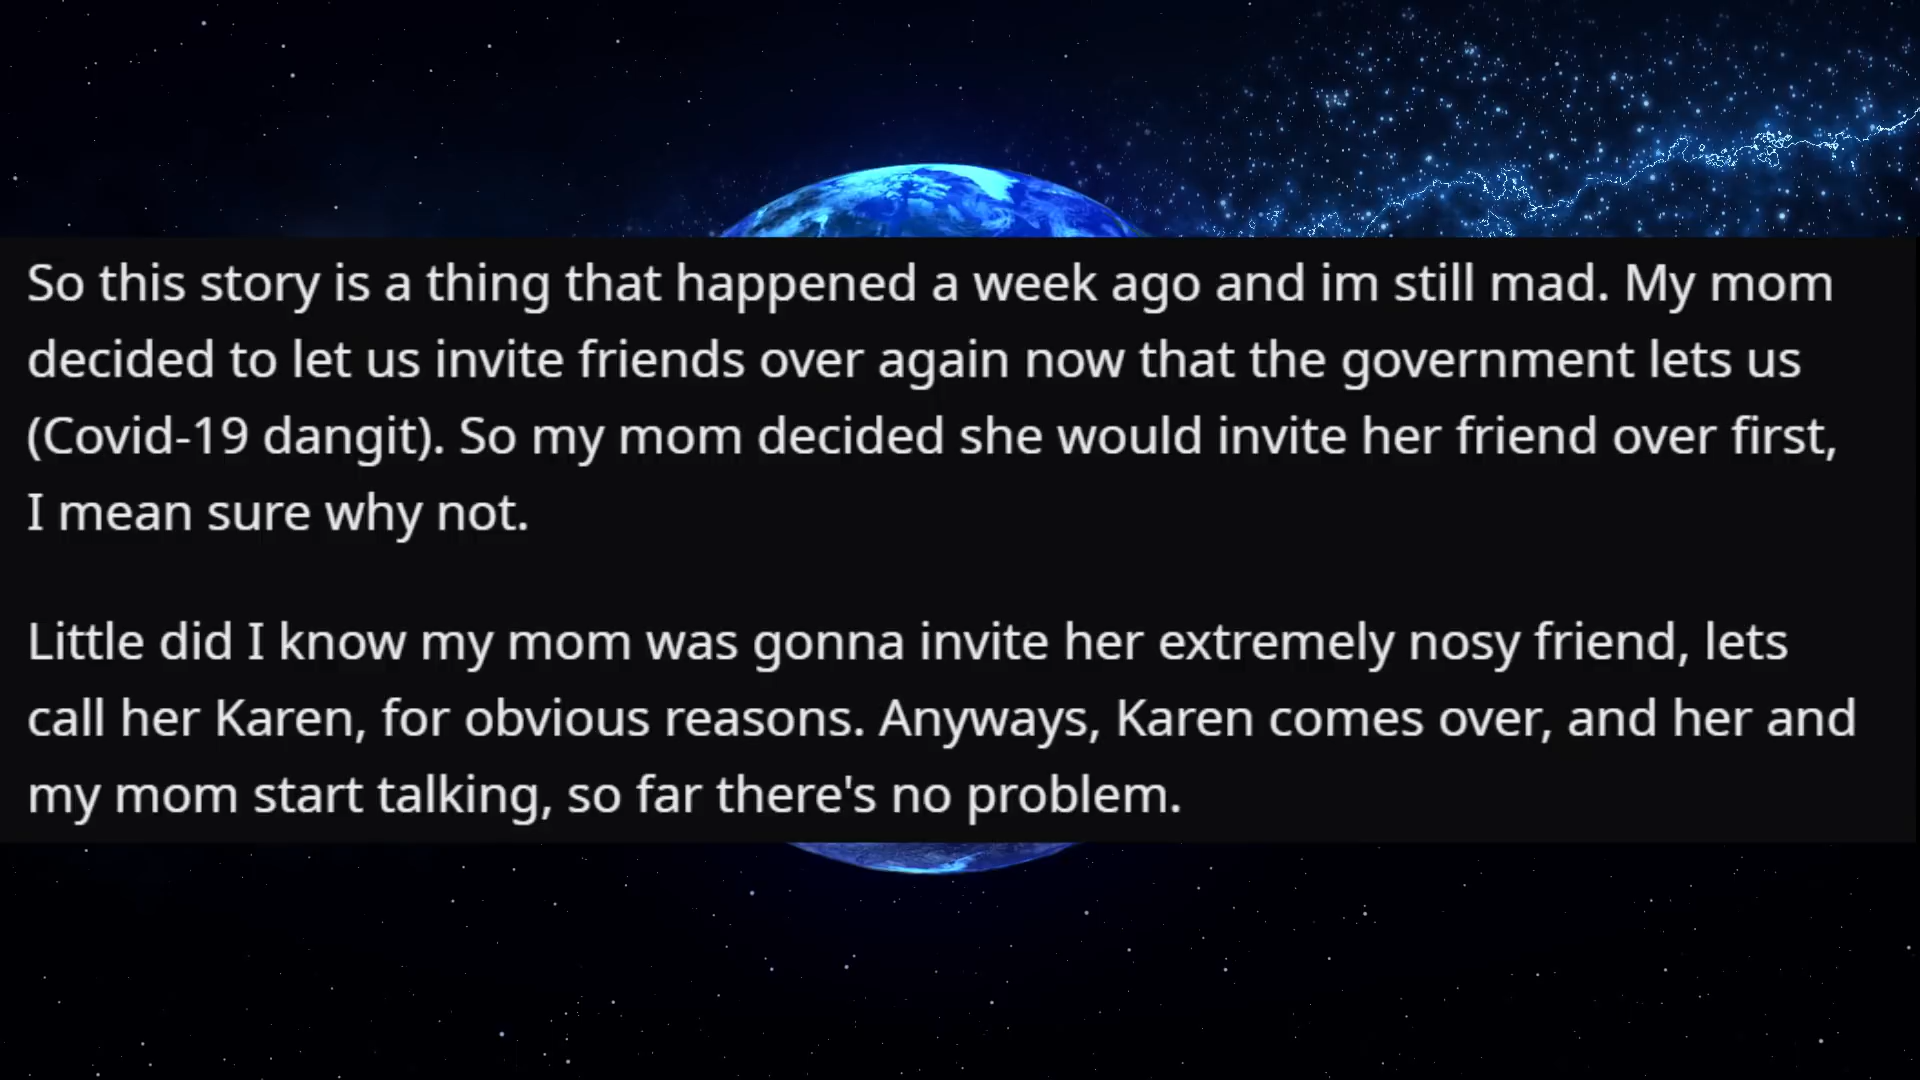 So this story is a thing that happened a week ago and im still mad. My mom
decided to let us invite friends over again now that the government lets us
(Covid-19 dangit). So my mom decided she would invite her friend over first,
I mean sure why not.
Little did I know my mom was gonna invite her extremely nosy friend, lets
call her Karen, for obvious reasons. Anyways, Karen comes over, and her and
my mom start talking, so far there's no problem.